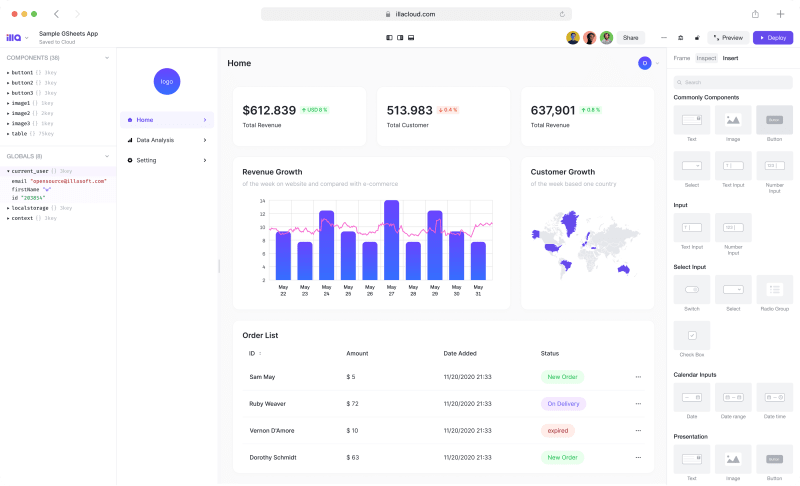 illacloud.com
illa
Sample GSheets App
Saved to Cloud
Share
Preview
Deploy
COMPONENTS (38)
button1 {} 3key
button2 {} 3key
button3 {} 3key
image1 {} 3key
image2 {} 3key
image3 {} 3key
table {} 75key
GLOBALS (8)
current_user {} 3key
email "opensource@illasoft.com"
firstName
id "203854"
localstorage {} 3key
context {} 3key
logo
Home
Data Analysis
Setting
Home
$612.839 USD 8 %
Total Revenue
513.983 0.4 %
Total Customer
637,901 0.8 %
Total Revenue
Revenue Growth
of the week on website and compared with e-commerce
14
12
10
8
6
4
2
May 22
May 23
May 24
May 25
May 26
May 27
May 28
May 29
May 30
May 31
Customer Growth
of the week based one country
Order List
ID Amount Date Added Status
Sam May $ 5 11/20/2020 21:33 New Order
Ruby Weaver $ 72 11/20/2020 21:33 On Delivery
Vernon D'Amore $ 10 11/20/2020 21:33 expired
Dorothy Schmidt $ 63 11/20/2020 21:33 New Order
Frame Inspect Insert
Search
Commonly Components
Text Image Button
Select Text Input Number Input
Input
Text Input Number Input
Select Input
Switch Select Radio Group
Check Box
Calendar Inputs
Date Date range Date time
Presentation
Text Image Button